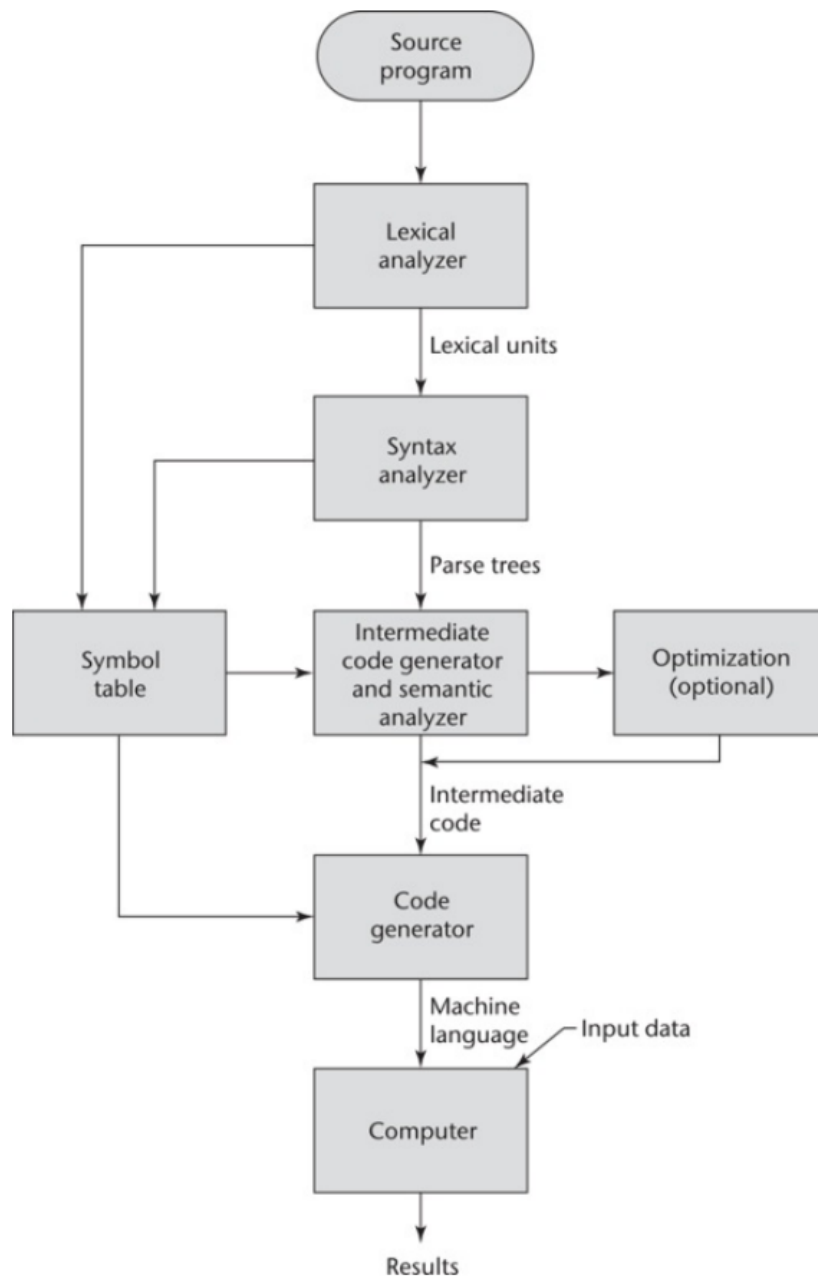 Source
program
Lexical
analyzer
Lexical units
Syntax
analyzer
Parse trees
Symbol
table
Intermediate
code generator
and semantic
analyzer
Optimization
(optional)
Intermediate
code
Code
generator
Machine
language
Input data
Computer
Results